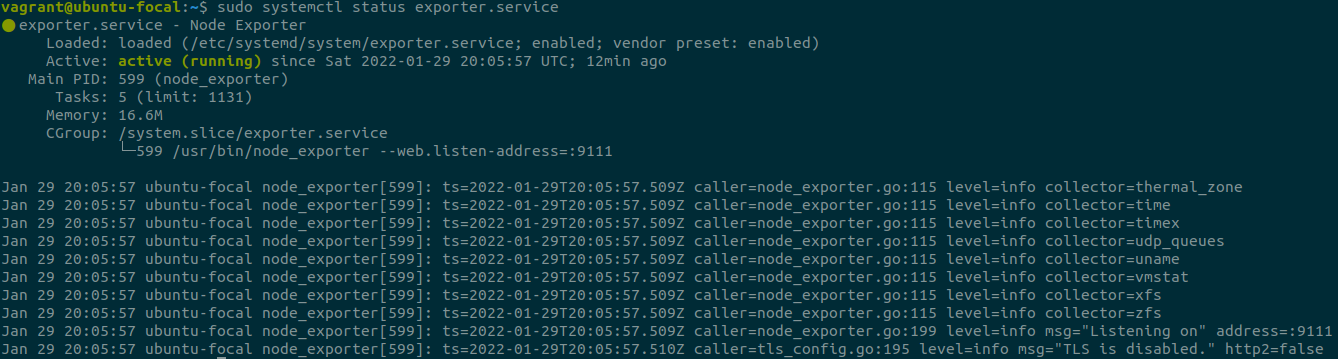 vagrant@ubuntu-focal:~$ sudo systemctl status exporter.service
● exporter.service - Node Exporter
     Loaded: loaded (/etc/systemd/system/exporter.service; enabled; vendor preset: enabled)
     Active: active (running) since Sat 2022-01-29 20:05:57 UTC; 12min ago
   Main PID: 599 (node_exporter)
      Tasks: 5 (limit: 1131)
     Memory: 16.6M
     CGroup: /system.slice/exporter.service
             └─599 /usr/bin/node_exporter --web.listen-address=:9111

Jan 29 20:05:57 ubuntu-focal node_exporter[599]: ts=2022-01-29T20:05:57.509Z caller=node_exporter.go:115 level=info collector=thermal_zone
Jan 29 20:05:57 ubuntu-focal node_exporter[599]: ts=2022-01-29T20:05:57.509Z caller=node_exporter.go:115 level=info collector=time
Jan 29 20:05:57 ubuntu-focal node_exporter[599]: ts=2022-01-29T20:05:57.509Z caller=node_exporter.go:115 level=info collector=timex
Jan 29 20:05:57 ubuntu-focal node_exporter[599]: ts=2022-01-29T20:05:57.509Z caller=node_exporter.go:115 level=info collector=udp_queues
Jan 29 20:05:57 ubuntu-focal node_exporter[599]: ts=2022-01-29T20:05:57.509Z caller=node_exporter.go:115 level=info collector=uname
Jan 29 20:05:57 ubuntu-focal node_exporter[599]: ts=2022-01-29T20:05:57.509Z caller=node_exporter.go:115 level=info collector=vmstat
Jan 29 20:05:57 ubuntu-focal node_exporter[599]: ts=2022-01-29T20:05:57.509Z caller=node_exporter.go:115 level=info collector=xfs
Jan 29 20:05:57 ubuntu-focal node_exporter[599]: ts=2022-01-29T20:05:57.509Z caller=node_exporter.go:115 level=info collector=zfs
Jan 29 20:05:57 ubuntu-focal node_exporter[599]: ts=2022-01-29T20:05:57.509Z caller=node_exporter.go:199 level=info msg="Listening on" address=:9111
Jan 29 20:05:57 ubuntu-focal node_exporter[599]: ts=2022-01-29T20:05:57.510Z caller=tls_config.go:195 level=info msg="TLS is disabled." http2=false